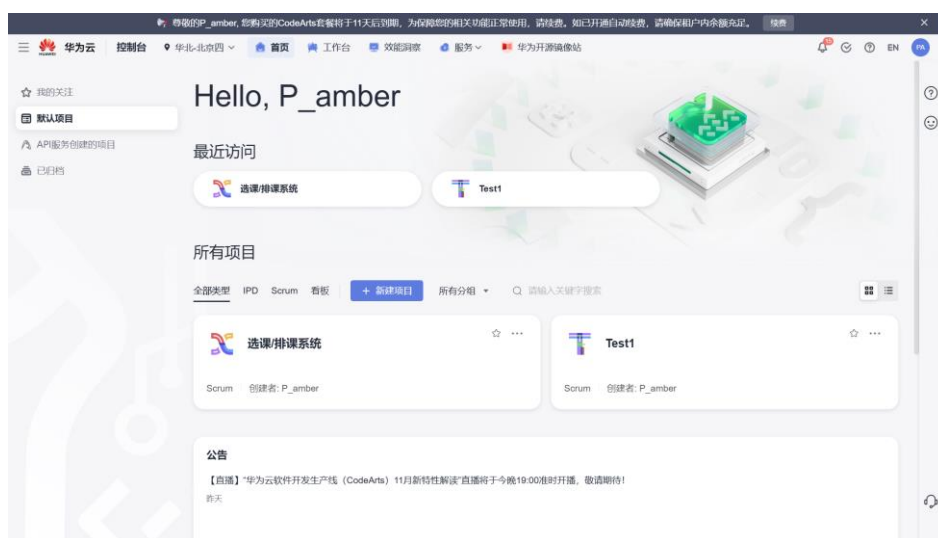 尊敬的P_amber, 您购买的CodeArts套餐将于11天后到期，为保障您的相关功能正常使用，请续费。如已开通自动续费，请确保租户内余额充足。 续费
华为云 控制台 华北-北京四 首页 工作台 效能洞察 服务 华为开源镜像站 EN PA
我的关注
默认项目
API服务创建的项目
已归档
Hello, P_amber
最近访问
选课/排课系统 Test1
所有项目
全部类型 IPD Scrum 看板 + 新建项目 所有分组 请输入关键字搜索
选课/排课系统 Test1
Scrum 创建者: P_amber Scrum 创建者: P_amber
公告
【直播】“华为云软件开发生产线（CodeArts）11月新特性解读”直播将于今晚19:00准时开播，敬请期待！
昨天